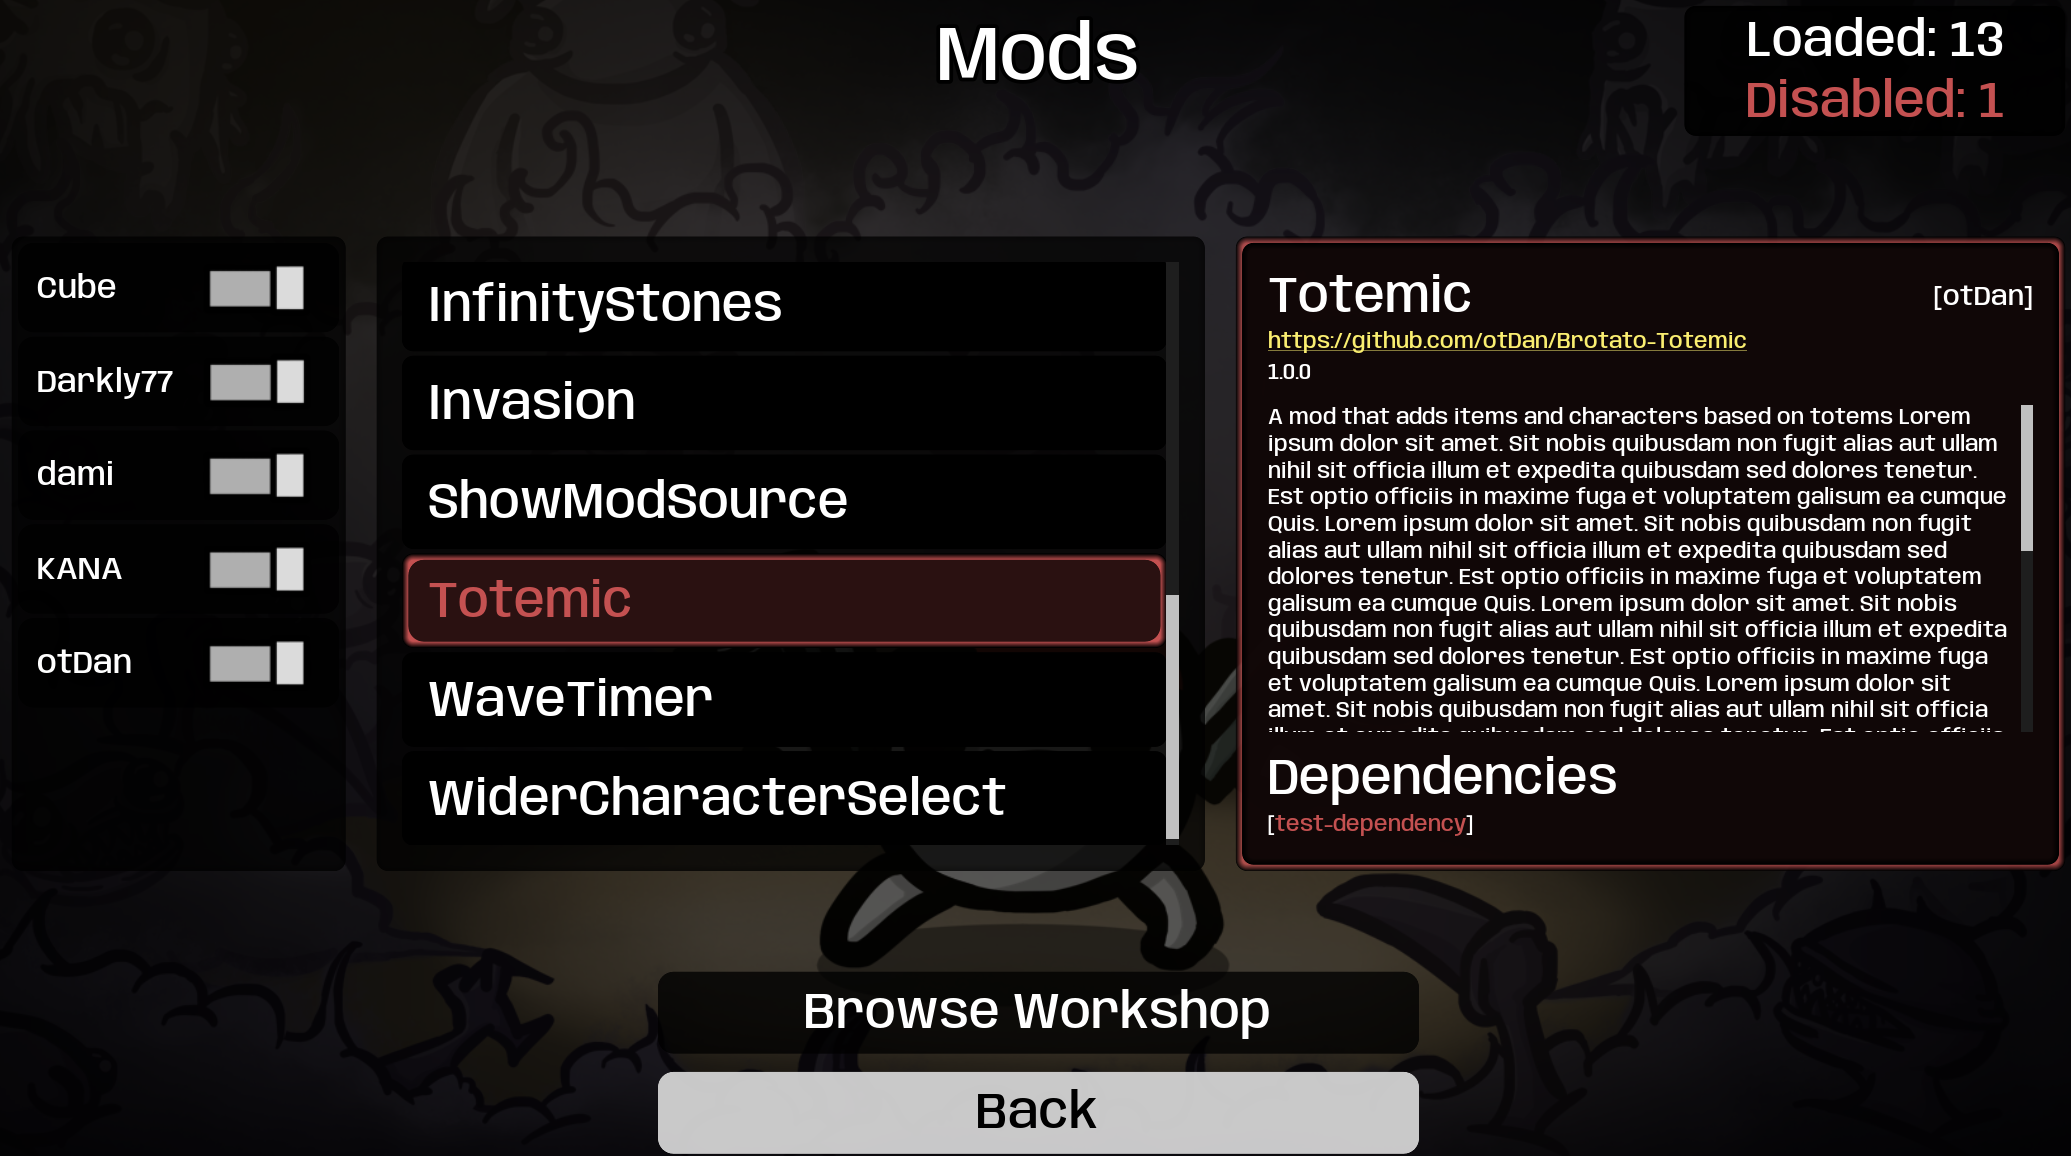 Mods
Loaded: 13
Disabled: 1
cube
Darkly77
dami
KANA
otDan
InfinityStones
Invasion
ShowModSource
Totemic
WaveTimer
WiderCharacterSelect
Totemic
[otDan]
https://github.com/otDan/Brotato-Totemic
1.0.0
A mod that adds items and characters based on totems Lorem
ipsum dolor sit amet. Sit nobis quibusdam non fugit alias aut ullam
nihil sit officia illum et expedita quibusdam sed dolores tenetur.
Est optio officiis in maxime fuga et voluptatem galisum ea cumque
Quis. Lorem ipsum dolor sit amet. Sit nobis quibusdam non fugit
alias aut ullam nihil sit officia illum et expedita quibusdam sed
dolores tenetur. Est optio officiis in maxime fuga et voluptatem
galisum ea cumque Quis. Lorem ipsum dolor sit amet. Sit nobis
quibusdam non fugit alias aut ullam nihil sit officia illum et expedita
quibusdam sed dolores tenetur. Est optio officiis in maxime fuga
et voluptatem galisum ea cumque Quis. Lorem ipsum dolor sit
amet. Sit nobis quibusdam non fugit alias aut ullam nihil sit officia
Dependencies
[test-dependency]
Browse Workshop
Back